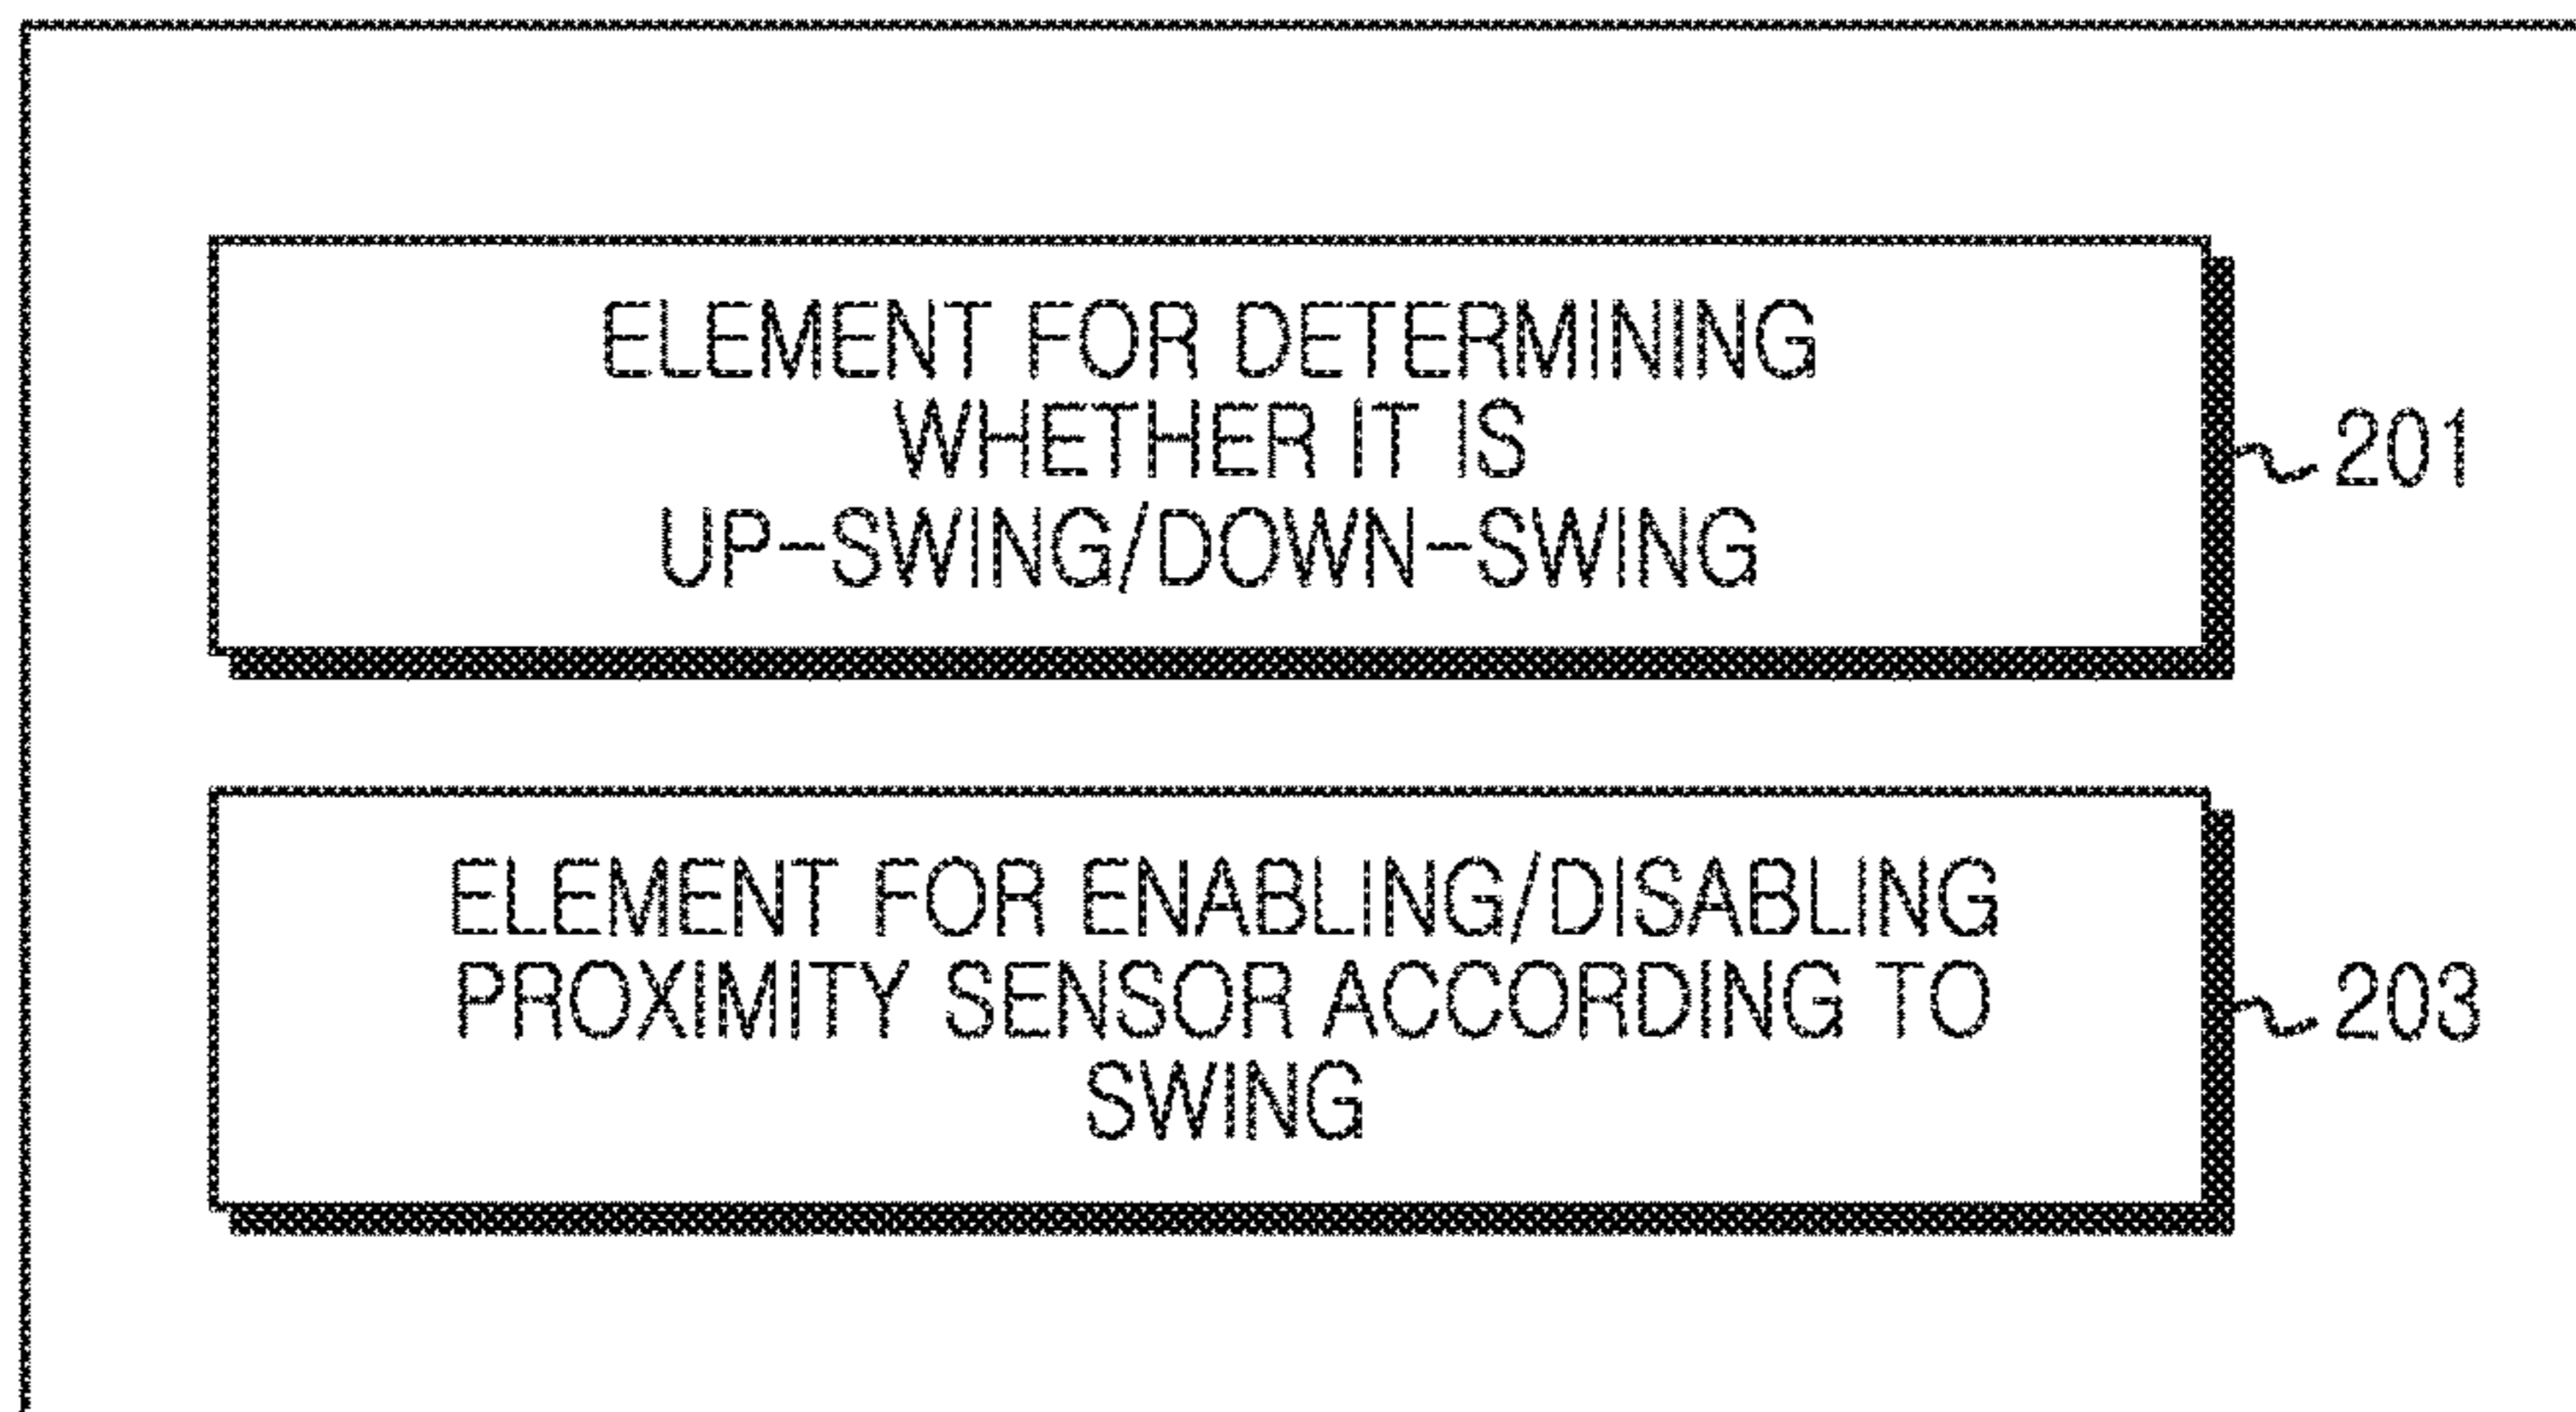 ELEMENT FOR DETERMINING
WHETHER IT IS
UP-SWING/DOWN-SWING
201
ELEMENT FOR ENABLING/DISABLING
PROXIMITY SENSOR ACCORDING TO
SWING
203